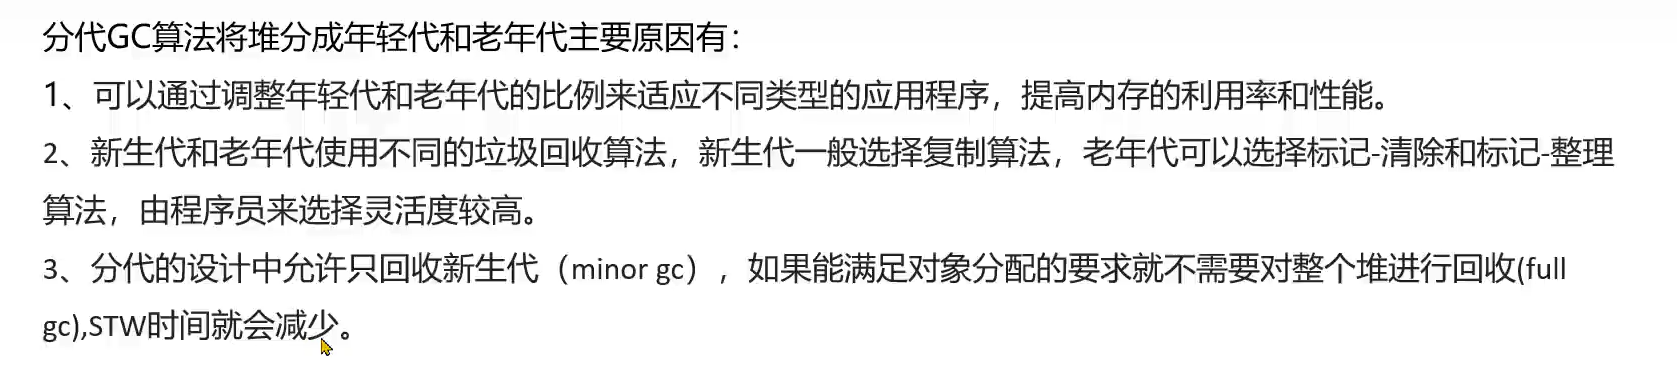 分代GC算法将堆分成年轻代和老年代主要原因有：
1、可以通过调整年轻代和老年代的比例来适应不同类型的应用程序，提高内存的利用率和性能。
2、新生代和老年代使用不同的垃圾回收算法，新生代一般选择复制算法，老年代可以选择标记-清除和标记-整理
算法，由程序员来选择灵活度较高。
3、分代的设计中允许只回收新生代（minor gc），如果能满足对象分配的要求就不需要对整个堆进行回收(full
gc),STW时间就会减少。